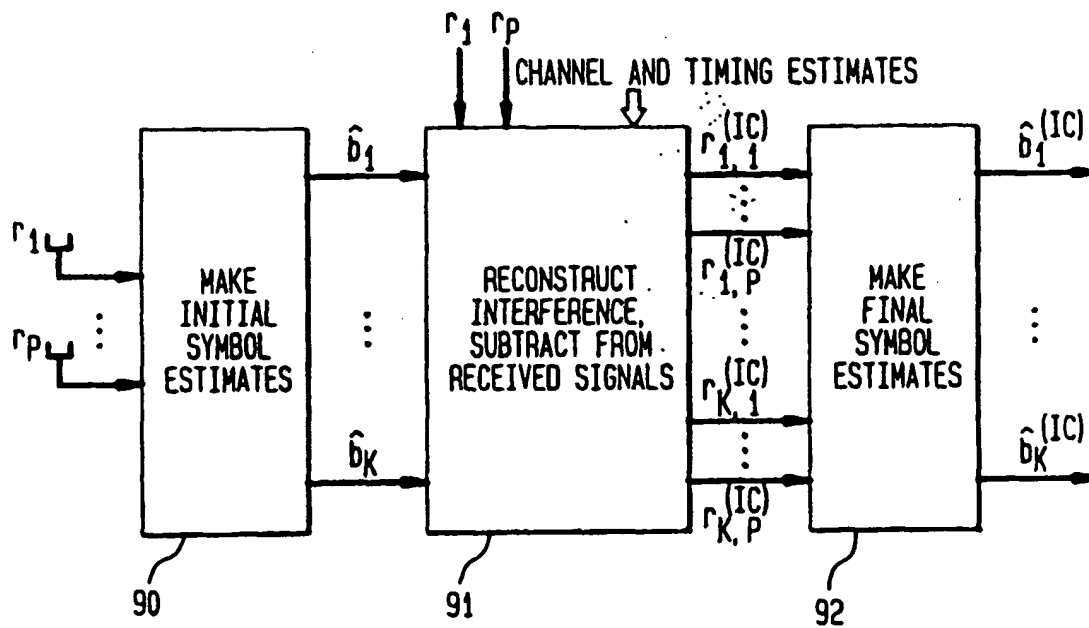 r1 rP
CHANNEL AND TIMING ESTIMATES
r1
rP
MAKE
INITIAL
SYMBOL
ESTIMATES
b̂1
b̂K
RECONSTRUCT
INTERFERENCE,
SUBTRACT FROM
RECEIVED SIGNALS
r1,1(IC)
r1,P(IC)
rK,1(IC)
rK,P(IC)
MAKE
FINAL
SYMBOL
ESTIMATES
b̂1(IC)
b̂K(IC)
90
91
92